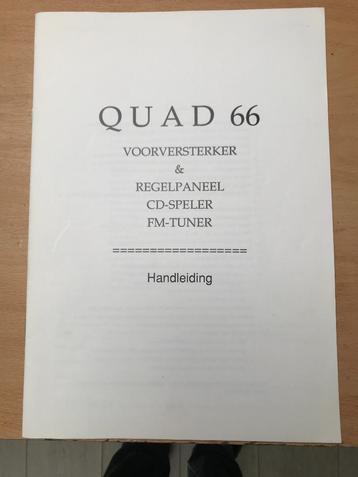 QUAD 66
VOORVERSTERKER
&
REGELPANEEL
CD-SPELER
FM-TUNER
==================
Handleiding